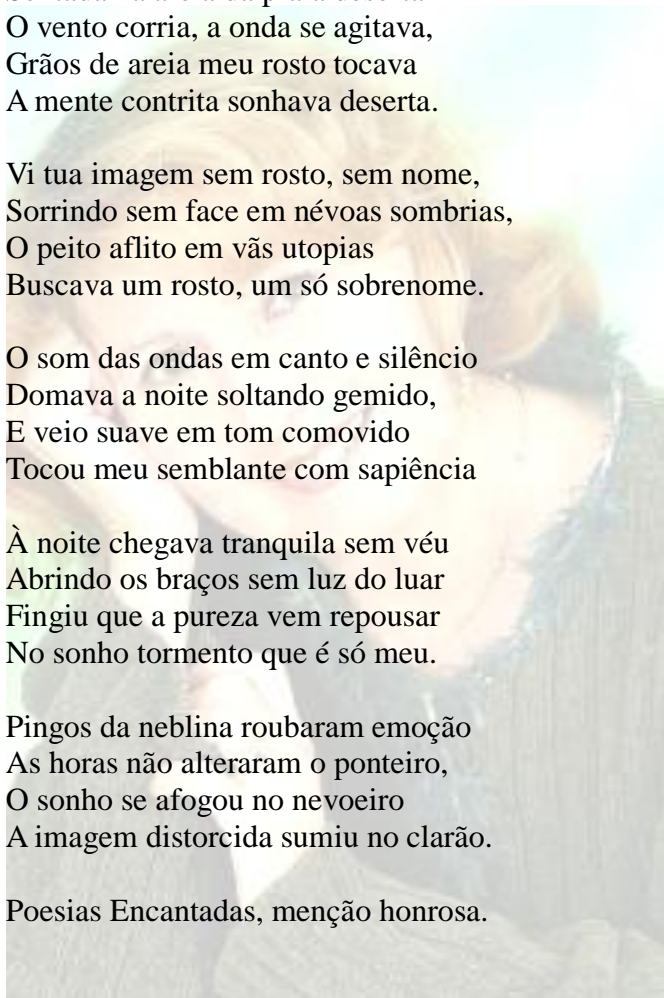 O vento corria, a onda se agitava,
Grãos de areia meu rosto tocava
A mente contrita sonhava deserta.
Vi tua imagem sem rosto, sem nome,
Sorrindo sem face em névoas sombrias,
O peito aflito em vãs utopias
Buscava um rosto, um só sobrenome.
O som das ondas em canto e silêncio
Domava a noite soltando gemido,
E veio suave em tom comovido
Tocou meu semblante com sapiência
À noite chegava tranquila sem véu
Abrindo os braços sem luz do luar
Fingiu que a pureza vem repousar
No sonho tormento que é só meu.
Pingos da neblina roubaram emoção
As horas não alteraram o ponteiro,
O sonho se afogou no nevoeiro
A imagem distorcida sumiu no clarão.
Poesias Encantadas, menção honrosa.